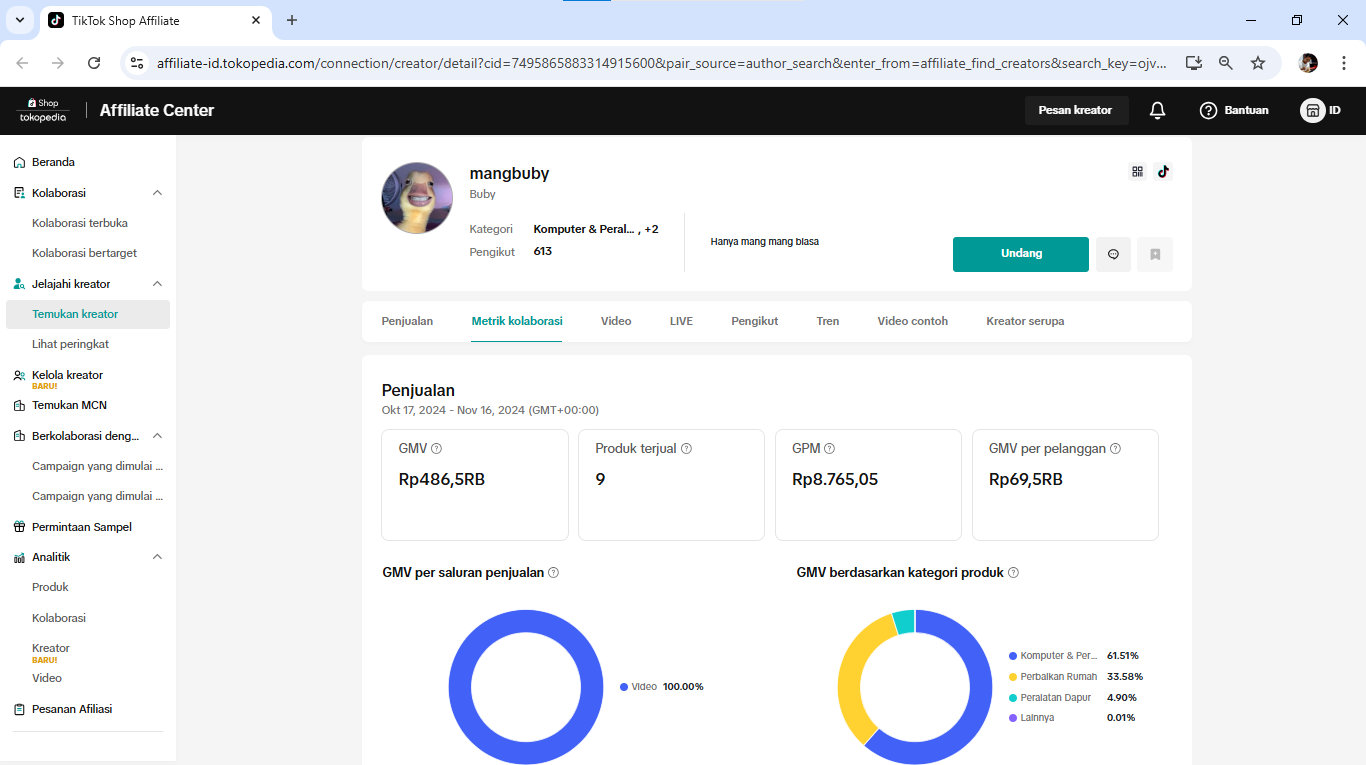 TikTok Shop Affiliate
affiliate-id.tokopedia.com/connection/creator/detail?cid=7495865883314915600&pair_source=author_search&enter_from=affiliate_find_creators&search_key=ojv...
Shop
tokopedia
Affiliate Center
Pesan kreator
Bantuan
ID
Beranda
Kolaborasi
Kolaborasi terbuka
Kolaborasi bertarget
Jelajahi kreator
Temukan kreator
Lihat peringkat
Kelola kreator
BARU!
Temukan MCN
Berkolaborasi deng...
Campaign yang dimulai ...
Campaign yang dimulai ...
Permintaan Sampel
Analitik
Produk
Kolaborasi
Kreator
BARU!
Video
Pesanan Afiliasi
mangbuby
Buby
Kategori Komputer & Peral... , +2
Pengikut 613
Hanya mang mang biasa
Undang
Penjualan Metrik kolaborasi Video LIVE Pengikut Tren Video contoh Kreator serupa
Penjualan
Okt 17, 2024 - Nov 16, 2024 (GMT+00:00)
GMV
Rp486,5RB
Produk terjual
9
GPM
Rp8.765,05
GMV per pelanggan
Rp69,5RB
GMV per saluran penjualan
Video 100.00%
GMV berdasarkan kategori produk
Komputer & Per... 61.51%
Perbaikan Rumah 33.58%
Peralatan Dapur 4.90%
Lainnya 0.01%